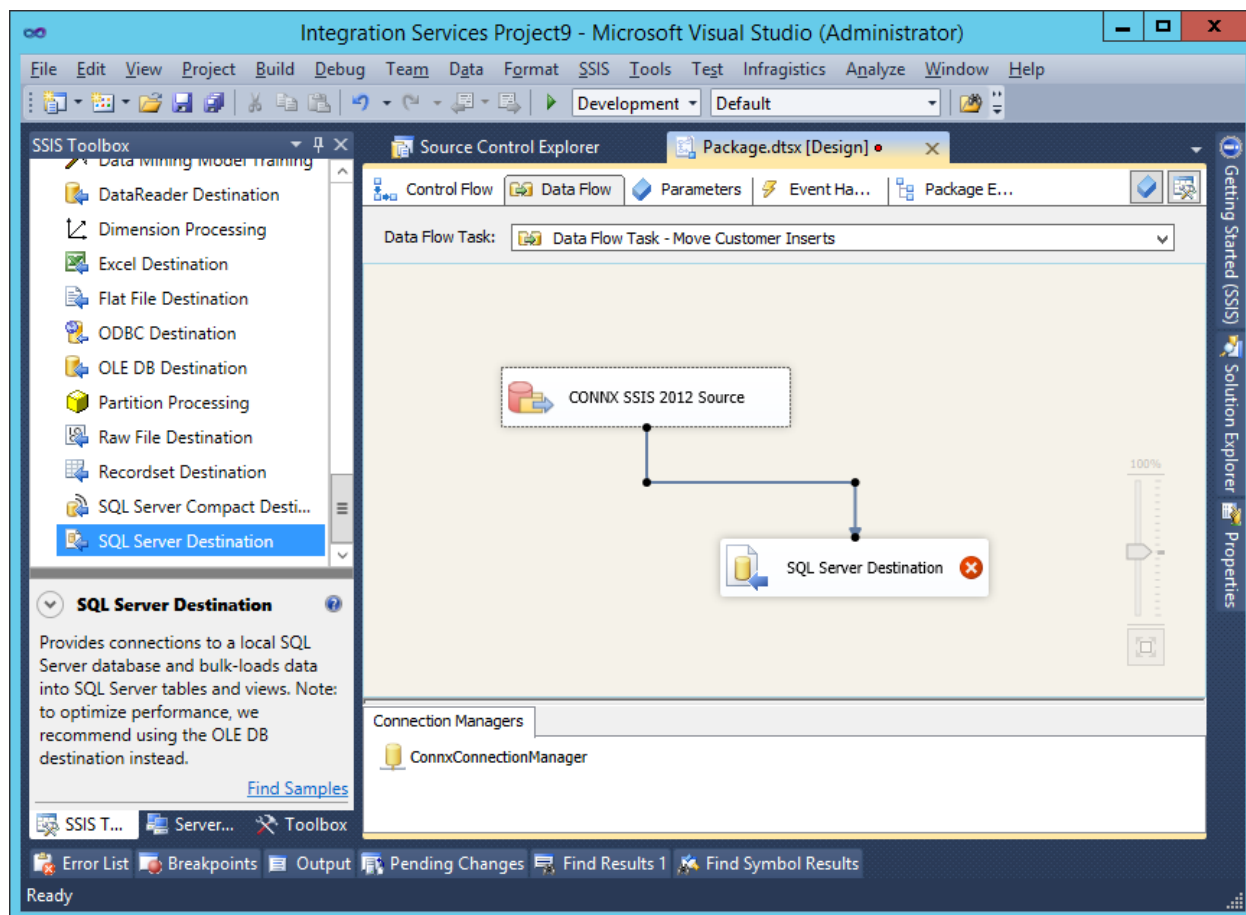 Integration Services Project9 - Microsoft Visual Studio (Administrator)
File Edit View Project Build Debug Team Data Format SSIS Tools Test Infragistics Analyze Window Help
Development Default
SSIS Toolbox
Source Control Explorer
Package.dtsx [Design]
Data Mining Model Training
DataReader Destination
Dimension Processing
Excel Destination
Flat File Destination
ODBC Destination
OLE DB Destination
Partition Processing
Raw File Destination
Recordset Destination
SQL Server Compact Desti...
SQL Server Destination
SQL Server Destination
Provides connections to a local SQL
Server database and bulk-loads data
into SQL Server tables and views. Note:
to optimize performance, we
recommend using the OLE DB
destination instead.
Find Samples
SSIS T... Server... Toolbox
Control Flow Data Flow Parameters Event Ha... Package E...
Data Flow Task: Data Flow Task - Move Customer Inserts
CONNX SSIS 2012 Source
100%
SQL Server Destination
Connection Managers
ConnxConnectionManager
Getting Started (SSIS)
Solution Explorer
Properties
Error List Breakpoints Output Pending Changes Find Results 1 Find Symbol Results
Ready